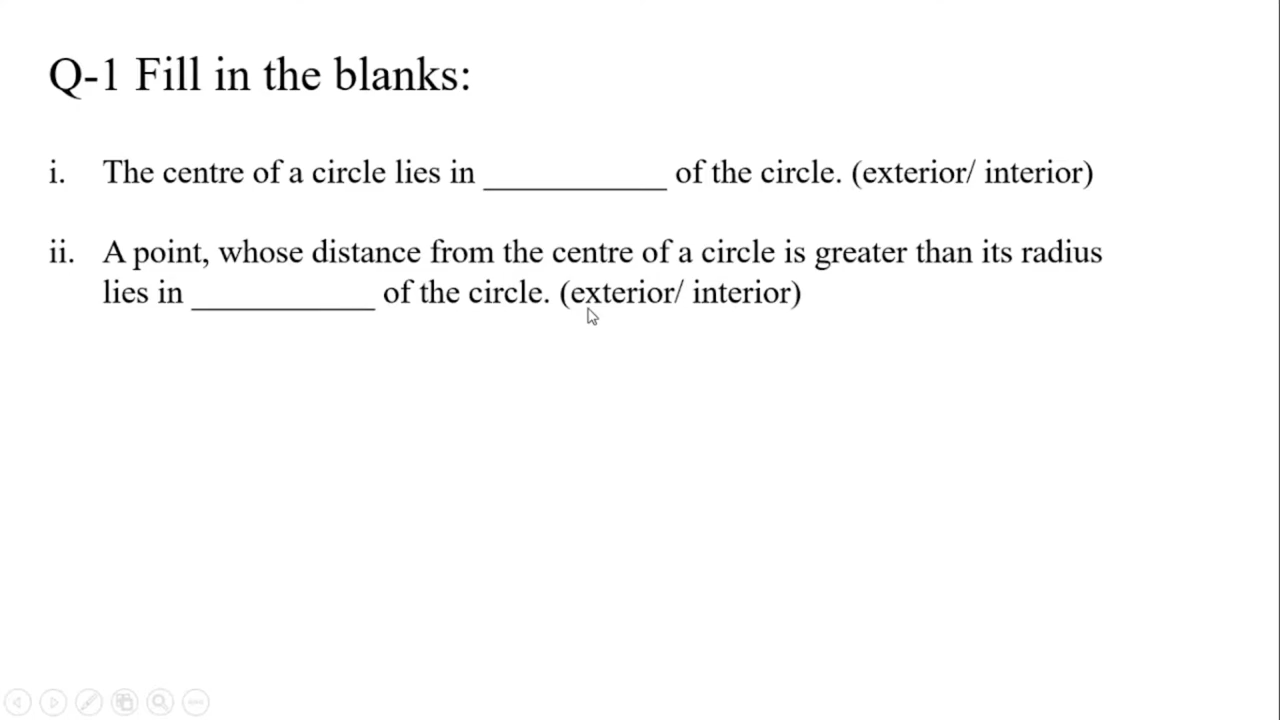 Q-1 Fill in the blanks:
i. The centre of a circle lies in ___________ of the circle. (exterior/ interior)
ii. A point, whose distance from the centre of a circle is greater than its radius
lies in ___________ of the circle. (exterior/ interior)